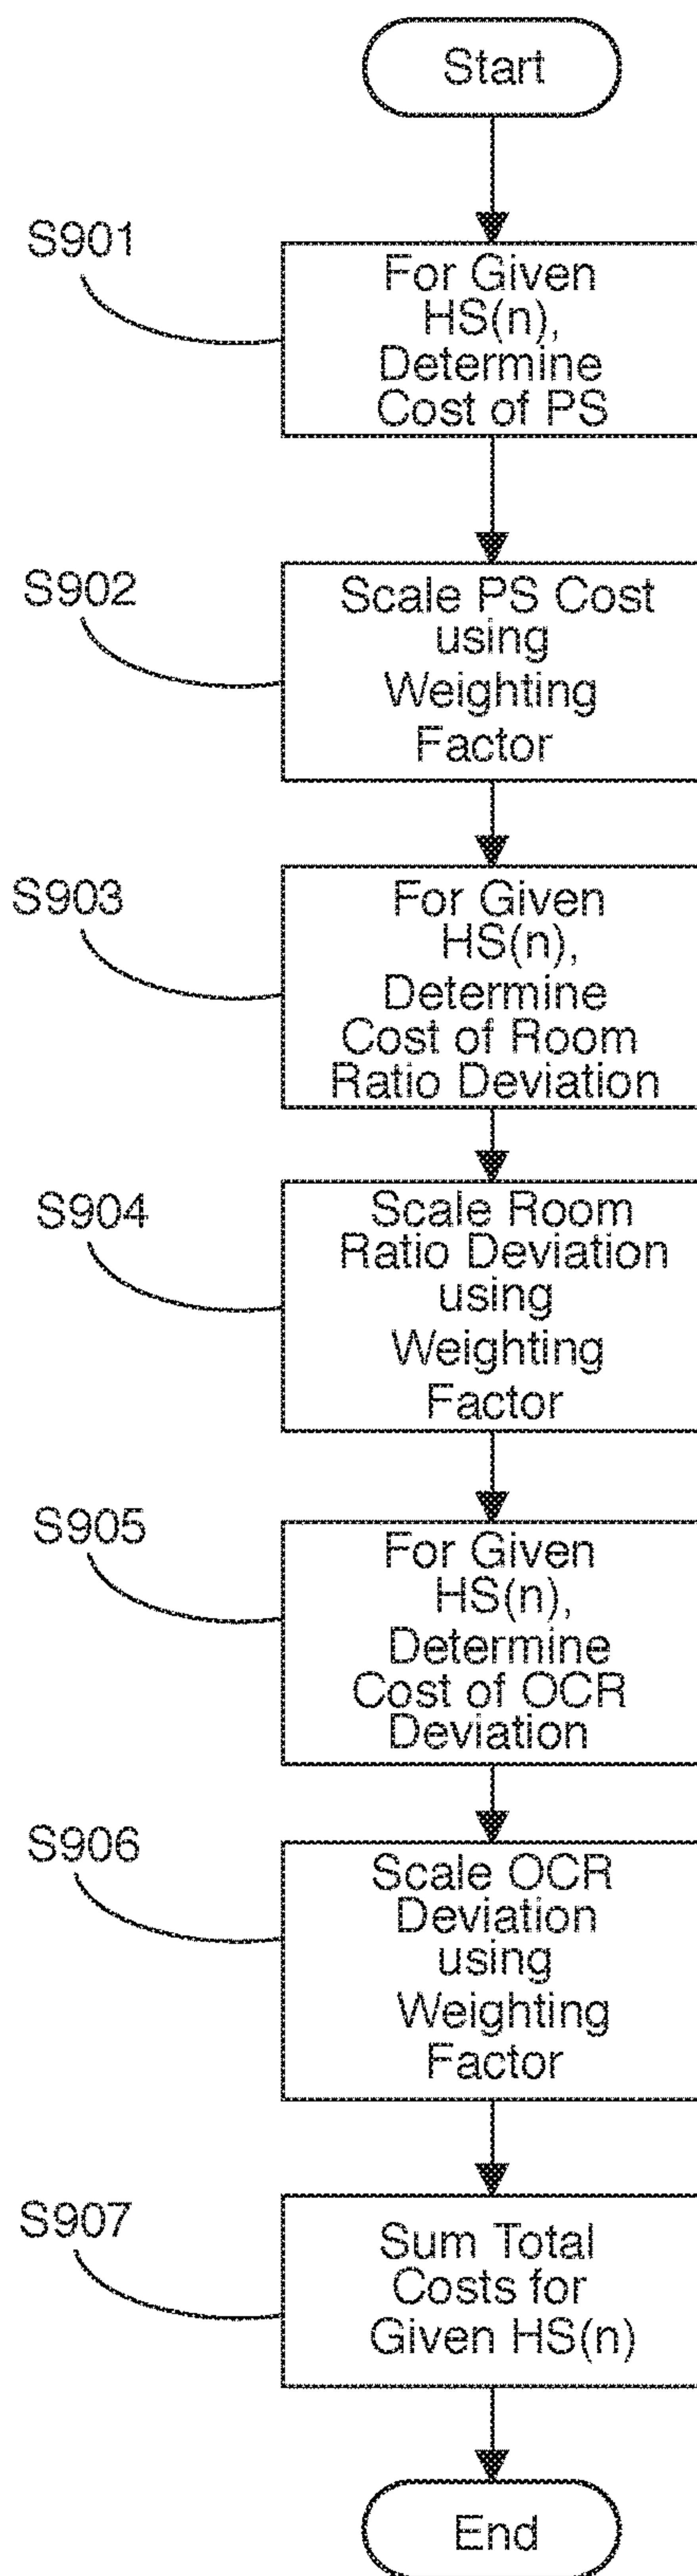 Start
S901
For Given
HS(n),
Determine
Cost of PS
S902
Scale PS Cost
using
Weighting
Factor
S903
For Given
HS(n),
Determine
Cost of Room
Ratio Deviation
S904
Scale Room
Ratio Deviation
using
Weighting
Factor
S905
For Given
HS(n),
Determine
Cost of OCR
Deviation
S906
Scale OCR
Deviation
using
Weighting
Factor
S907
Sum Total
Costs for
Given HS(n)
End